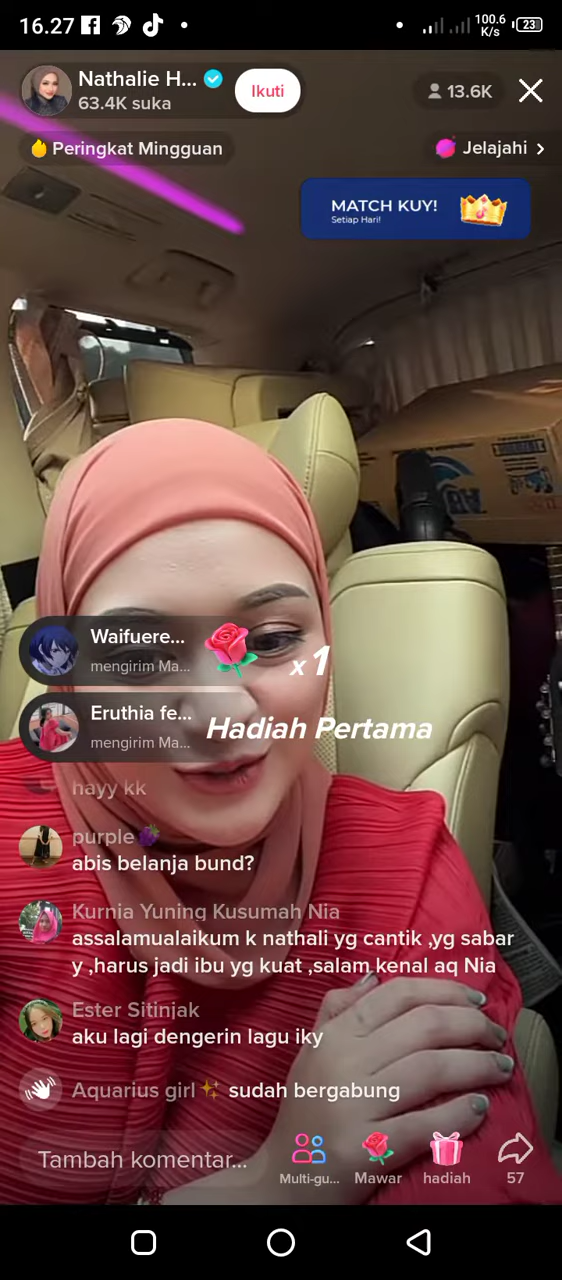 16.27
100.6
K/s
23
Nathalie H...
63.4K suka
Ikuti
13.6K
Peringkat Mingguan
Jelajahi >
MATCH KUY!
Setiap Hari!
Waifuere...
mengirim Ma...
x1
Eruthia fe...
mengirim Ma...
Hadiah Pertama
hayy kk
purple🍇
abis belanja bund?
Kurnia Yuning Kusumah Nia
assalamualaikum k nathali yg cantik ,yg sabar
y ,harus jadi ibu yg kuat ,salam kenal aq Nia
Ester Sitinjak
aku lagi dengerin lagu iky
Aquarius girl✨ sudah bergabung
Tambah komentar...
Multi-gu...
Mawar
hadiah
57